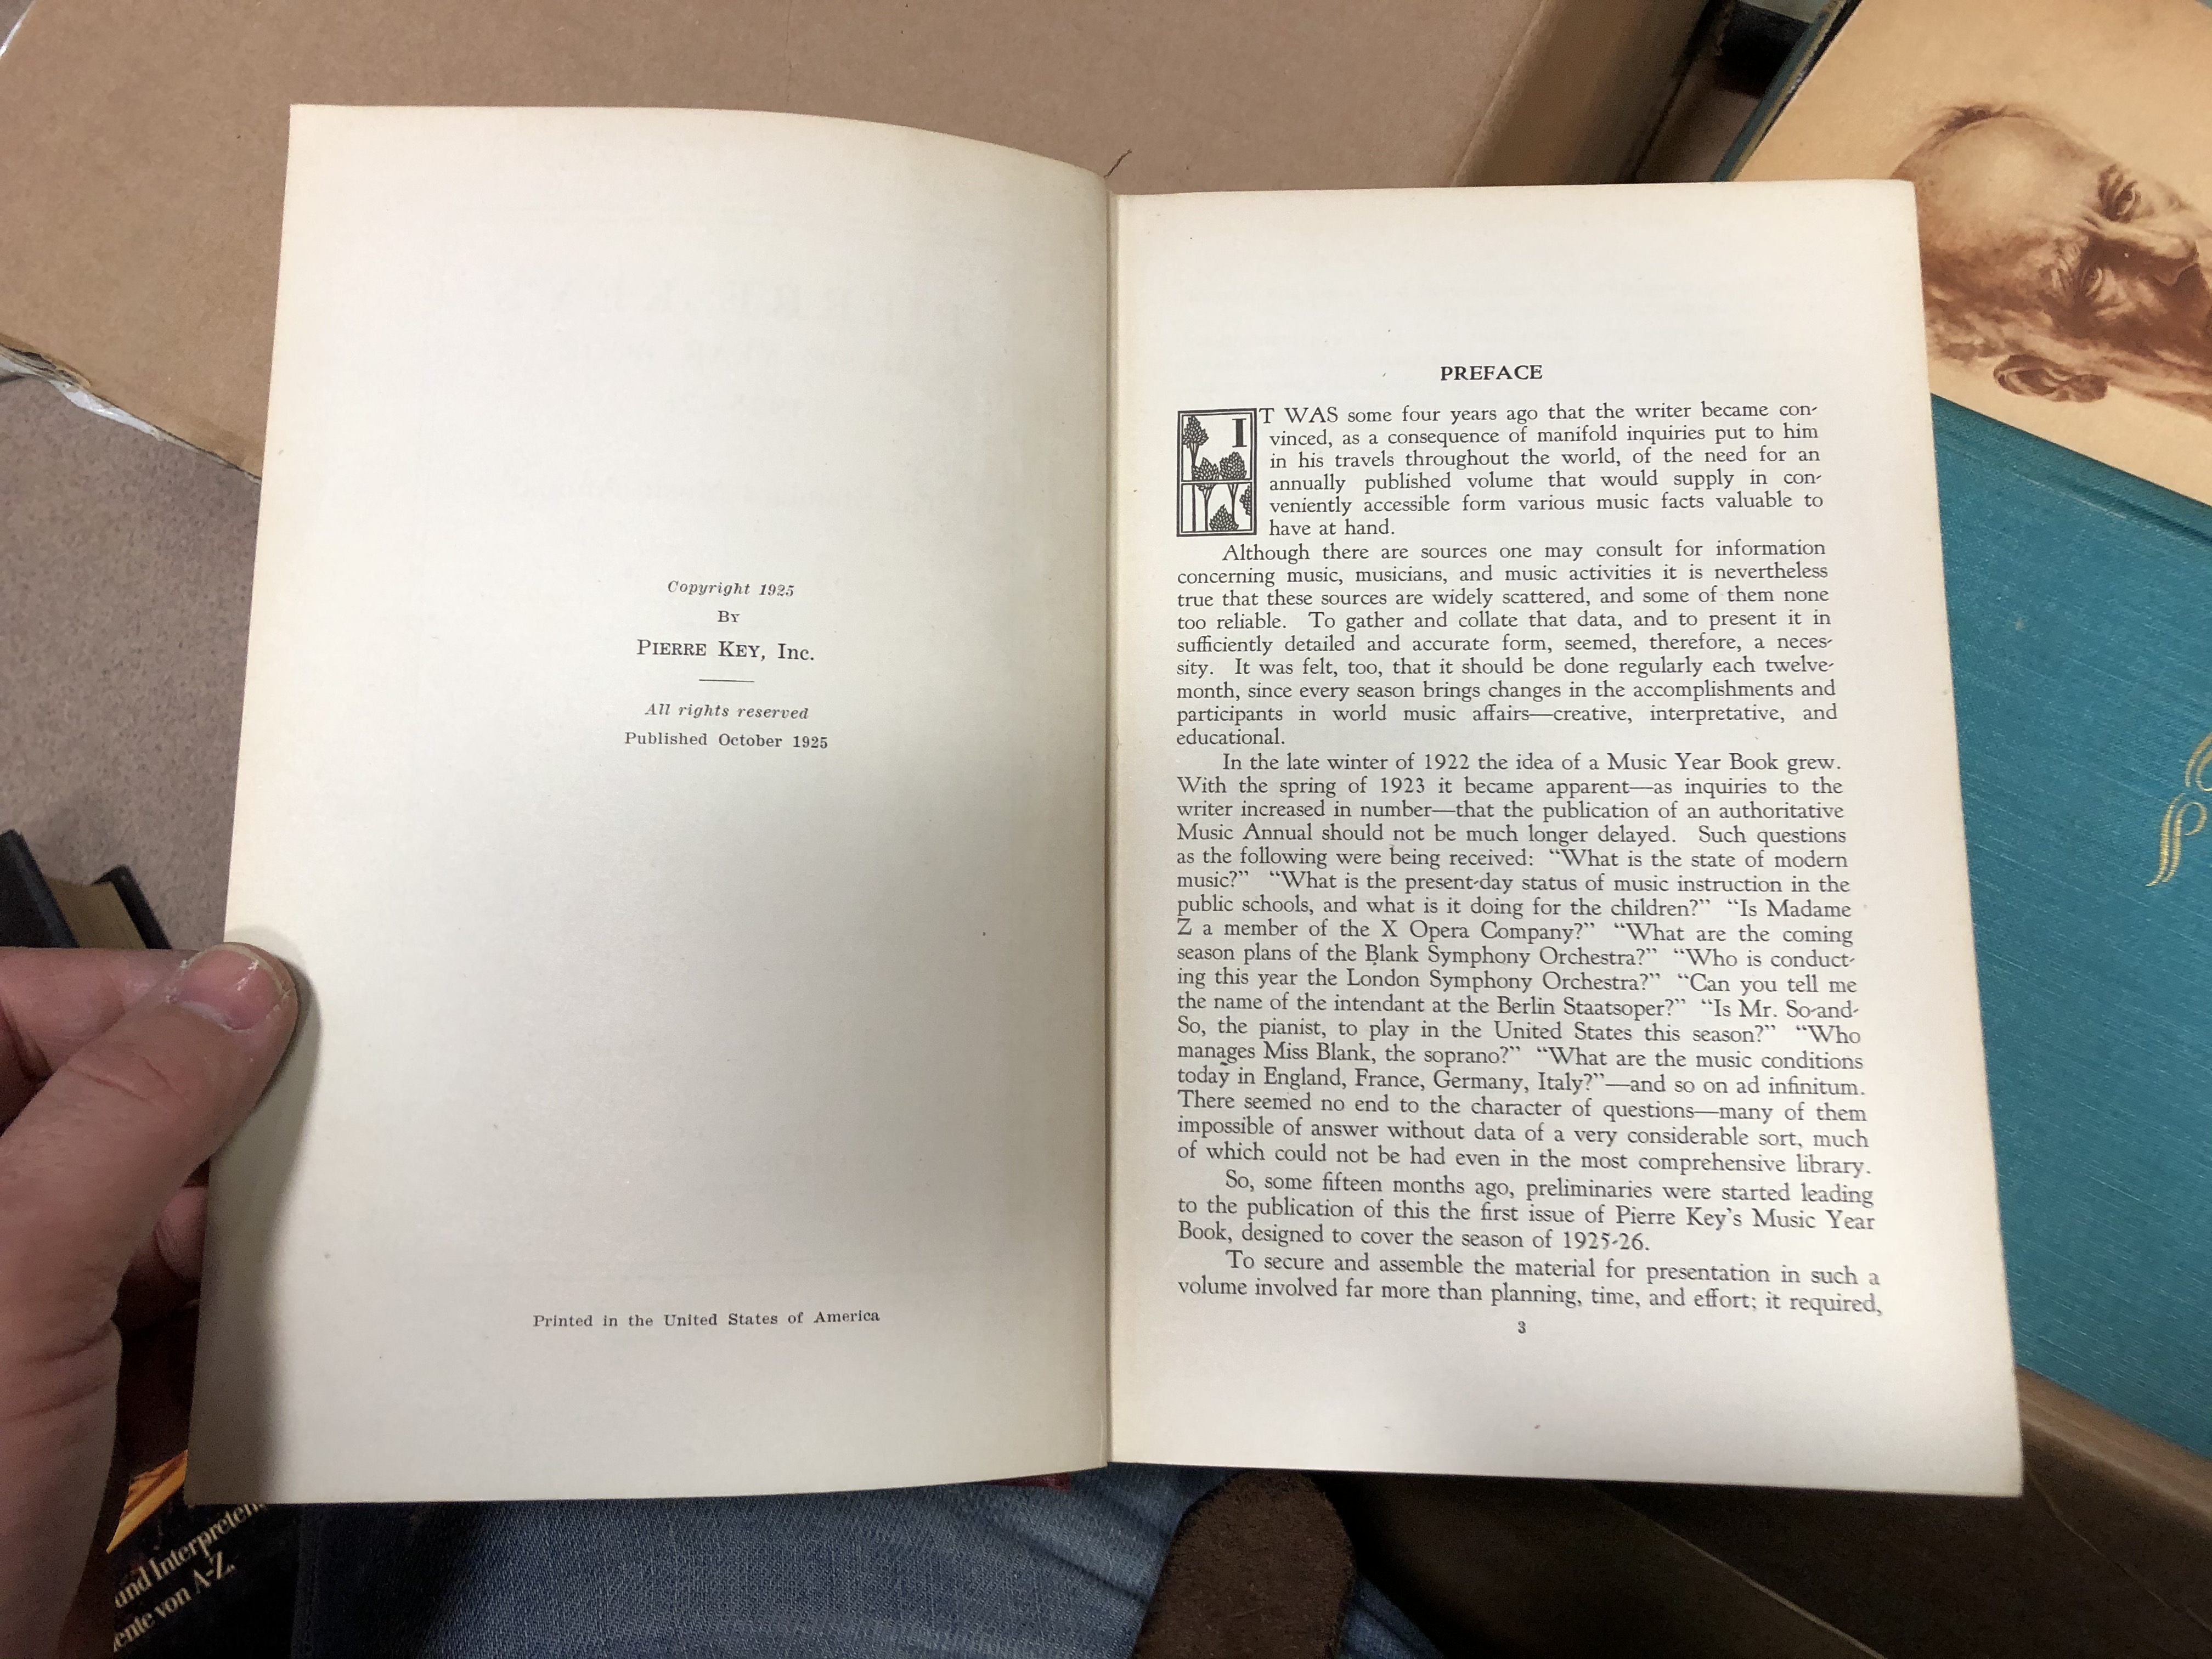 Copyright 1925
BY
PIERRE KEY, Inc.
All rights reserved
Published October 1925
Printed in the United States of America
PREFACE
IT WAS some four years ago that the writer became con-
vinced, as a consequence of manifold inquiries put to him
in his travels throughout the world, of the need for an
annually published volume that would supply in con-
veniently accessible form various music facts valuable to
have at hand.
Although there are sources one may consult for information
concerning music, musicians, and music activities it is nevertheless
true that these sources are widely scattered, and some of them none
too reliable. To gather and collate that data, and to present it in
sufficiently detailed and accurate form, seemed, therefore, a neces-
sity. It was felt, too, that it should be done regularly each twelve-
month, since every season brings changes in the accomplishments and
participants in world music affairs—creative, interpretative, and
educational.
In the late winter of 1922 the idea of a Music Year Book grew.
With the spring of 1923 it became apparent—as inquiries to the
writer increased in number—that the publication of an authoritative
Music Annual should not be much longer delayed. Such questions
as the following were being received: “What is the state of modern
music?” “What is the present-day status of music instruction in the
public schools, and what is it doing for the children?” “Is Madame
Z a member of the X Opera Company?” “What are the coming
season plans of the Blank Symphony Orchestra?” “Who is conduct-
ing this year the London Symphony Orchestra?” “Can you tell me
the name of the intendant at the Berlin Staatsoper?” “Is Mr. So-and-
So, the pianist, to play in the United States this season?” “Who
manages Miss Blank, the soprano?” “What are the music conditions
today in England, France, Germany, Italy?”—and so on ad infinitum.
There seemed no end to the character of questions—many of them
impossible of answer without data of a very considerable sort, much
of which could not be had even in the most comprehensive library.
So, some fifteen months ago, preliminaries were started leading
to the publication of this the first issue of Pierre Key’s Music Year
Book, designed to cover the season of 1925-26.
To secure and assemble the material for presentation in such a
volume involved far more than planning, time, and effort; it required,
3
und Interpreten
von A-Z.